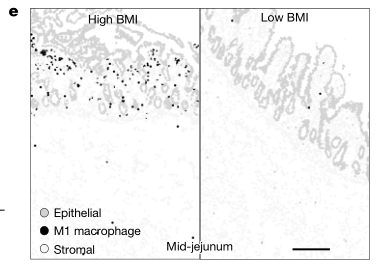 e
High BMI
Low BMI
Epithelial
M1 macrophage
Stromal
Mid-jejunum